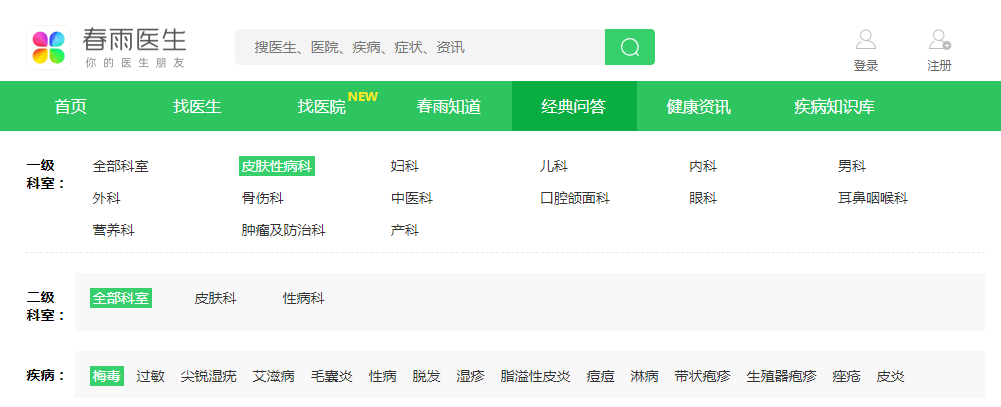 春雨医生
你的医生朋友
搜医生、医院、疾病、症状、资讯
登录 注册
首页 找医生 找医院 NEW 春雨知道 经典问答 健康资讯 疾病知识库
一级科室： 全部科室 皮肤性病科 妇科 儿科 内科 男科
外科 骨伤科 中医科 口腔颌面科 眼科 耳鼻咽喉科
营养科 肿瘤及防治科 产科
二级科室： 全部科室 皮肤科 性病科
疾病： 梅毒 过敏 尖锐湿疣 艾滋病 毛囊炎 性病 脱发 湿疹 脂溢性皮炎 痘痘 淋病 带状疱疹 生殖器疱疹 痤疮 皮炎